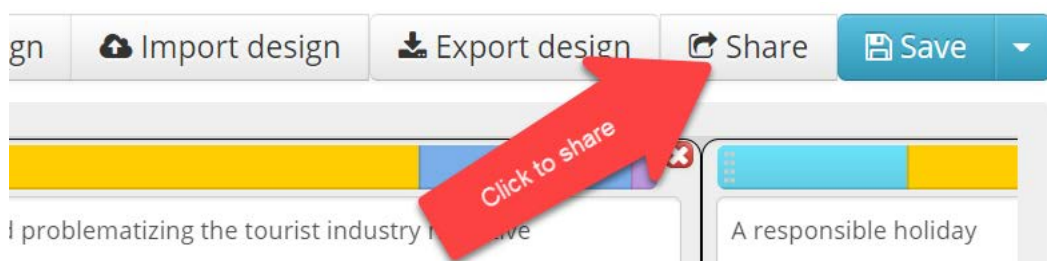 gn Import design Export design Share Save
Click to share
problematizing the tourist industry
A responsible holiday